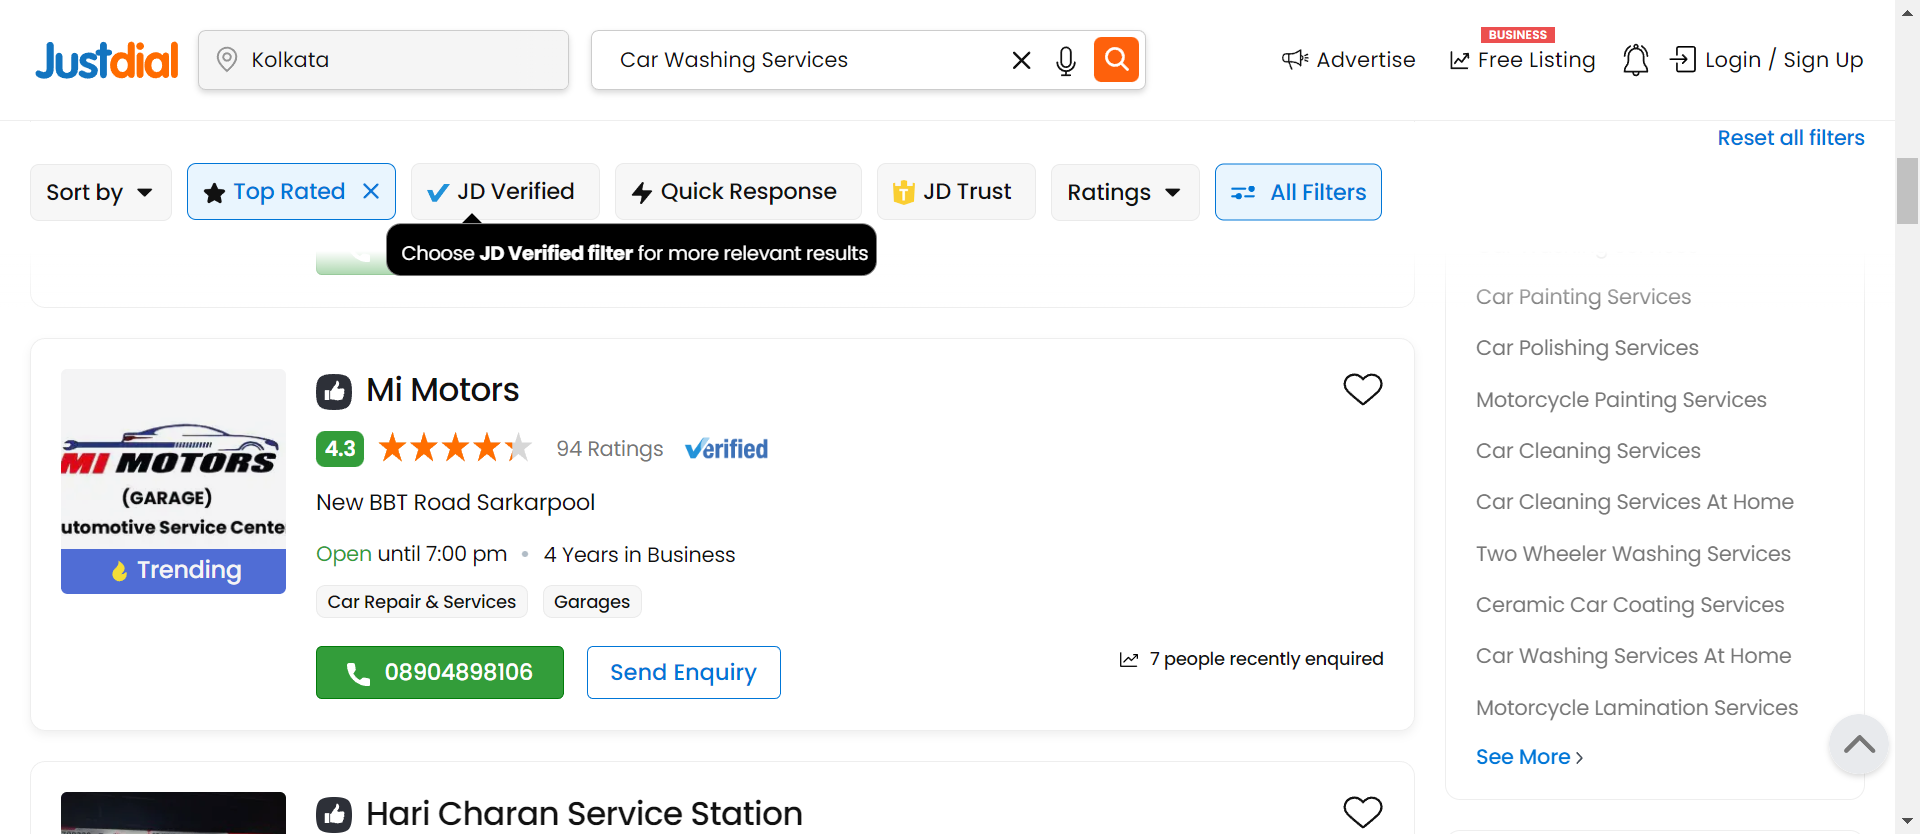 Justdial
Kolkata
Car Washing Services
Advertise
BUSINESS
Free Listing
Login / Sign Up
Reset all filters
Sort by
Top Rated
JD Verified
Quick Response
JD Trust
Ratings
All Filters
Choose JD Verified filter for more relevant results
MI MOTORS
(GARAGE)
utomotive Service Cente
Trending
Mi Motors
4.3
94 Ratings
Verified
New BBT Road Sarkarpool
Open until 7:00 pm • 4 Years in Business
Car Repair & Services
Garages
08904898106
Send Enquiry
7 people recently enquired
Hari Charan Service Station
Car Painting Services
Car Polishing Services
Motorcycle Painting Services
Car Cleaning Services
Car Cleaning Services At Home
Two Wheeler Washing Services
Ceramic Car Coating Services
Car Washing Services At Home
Motorcycle Lamination Services
See More